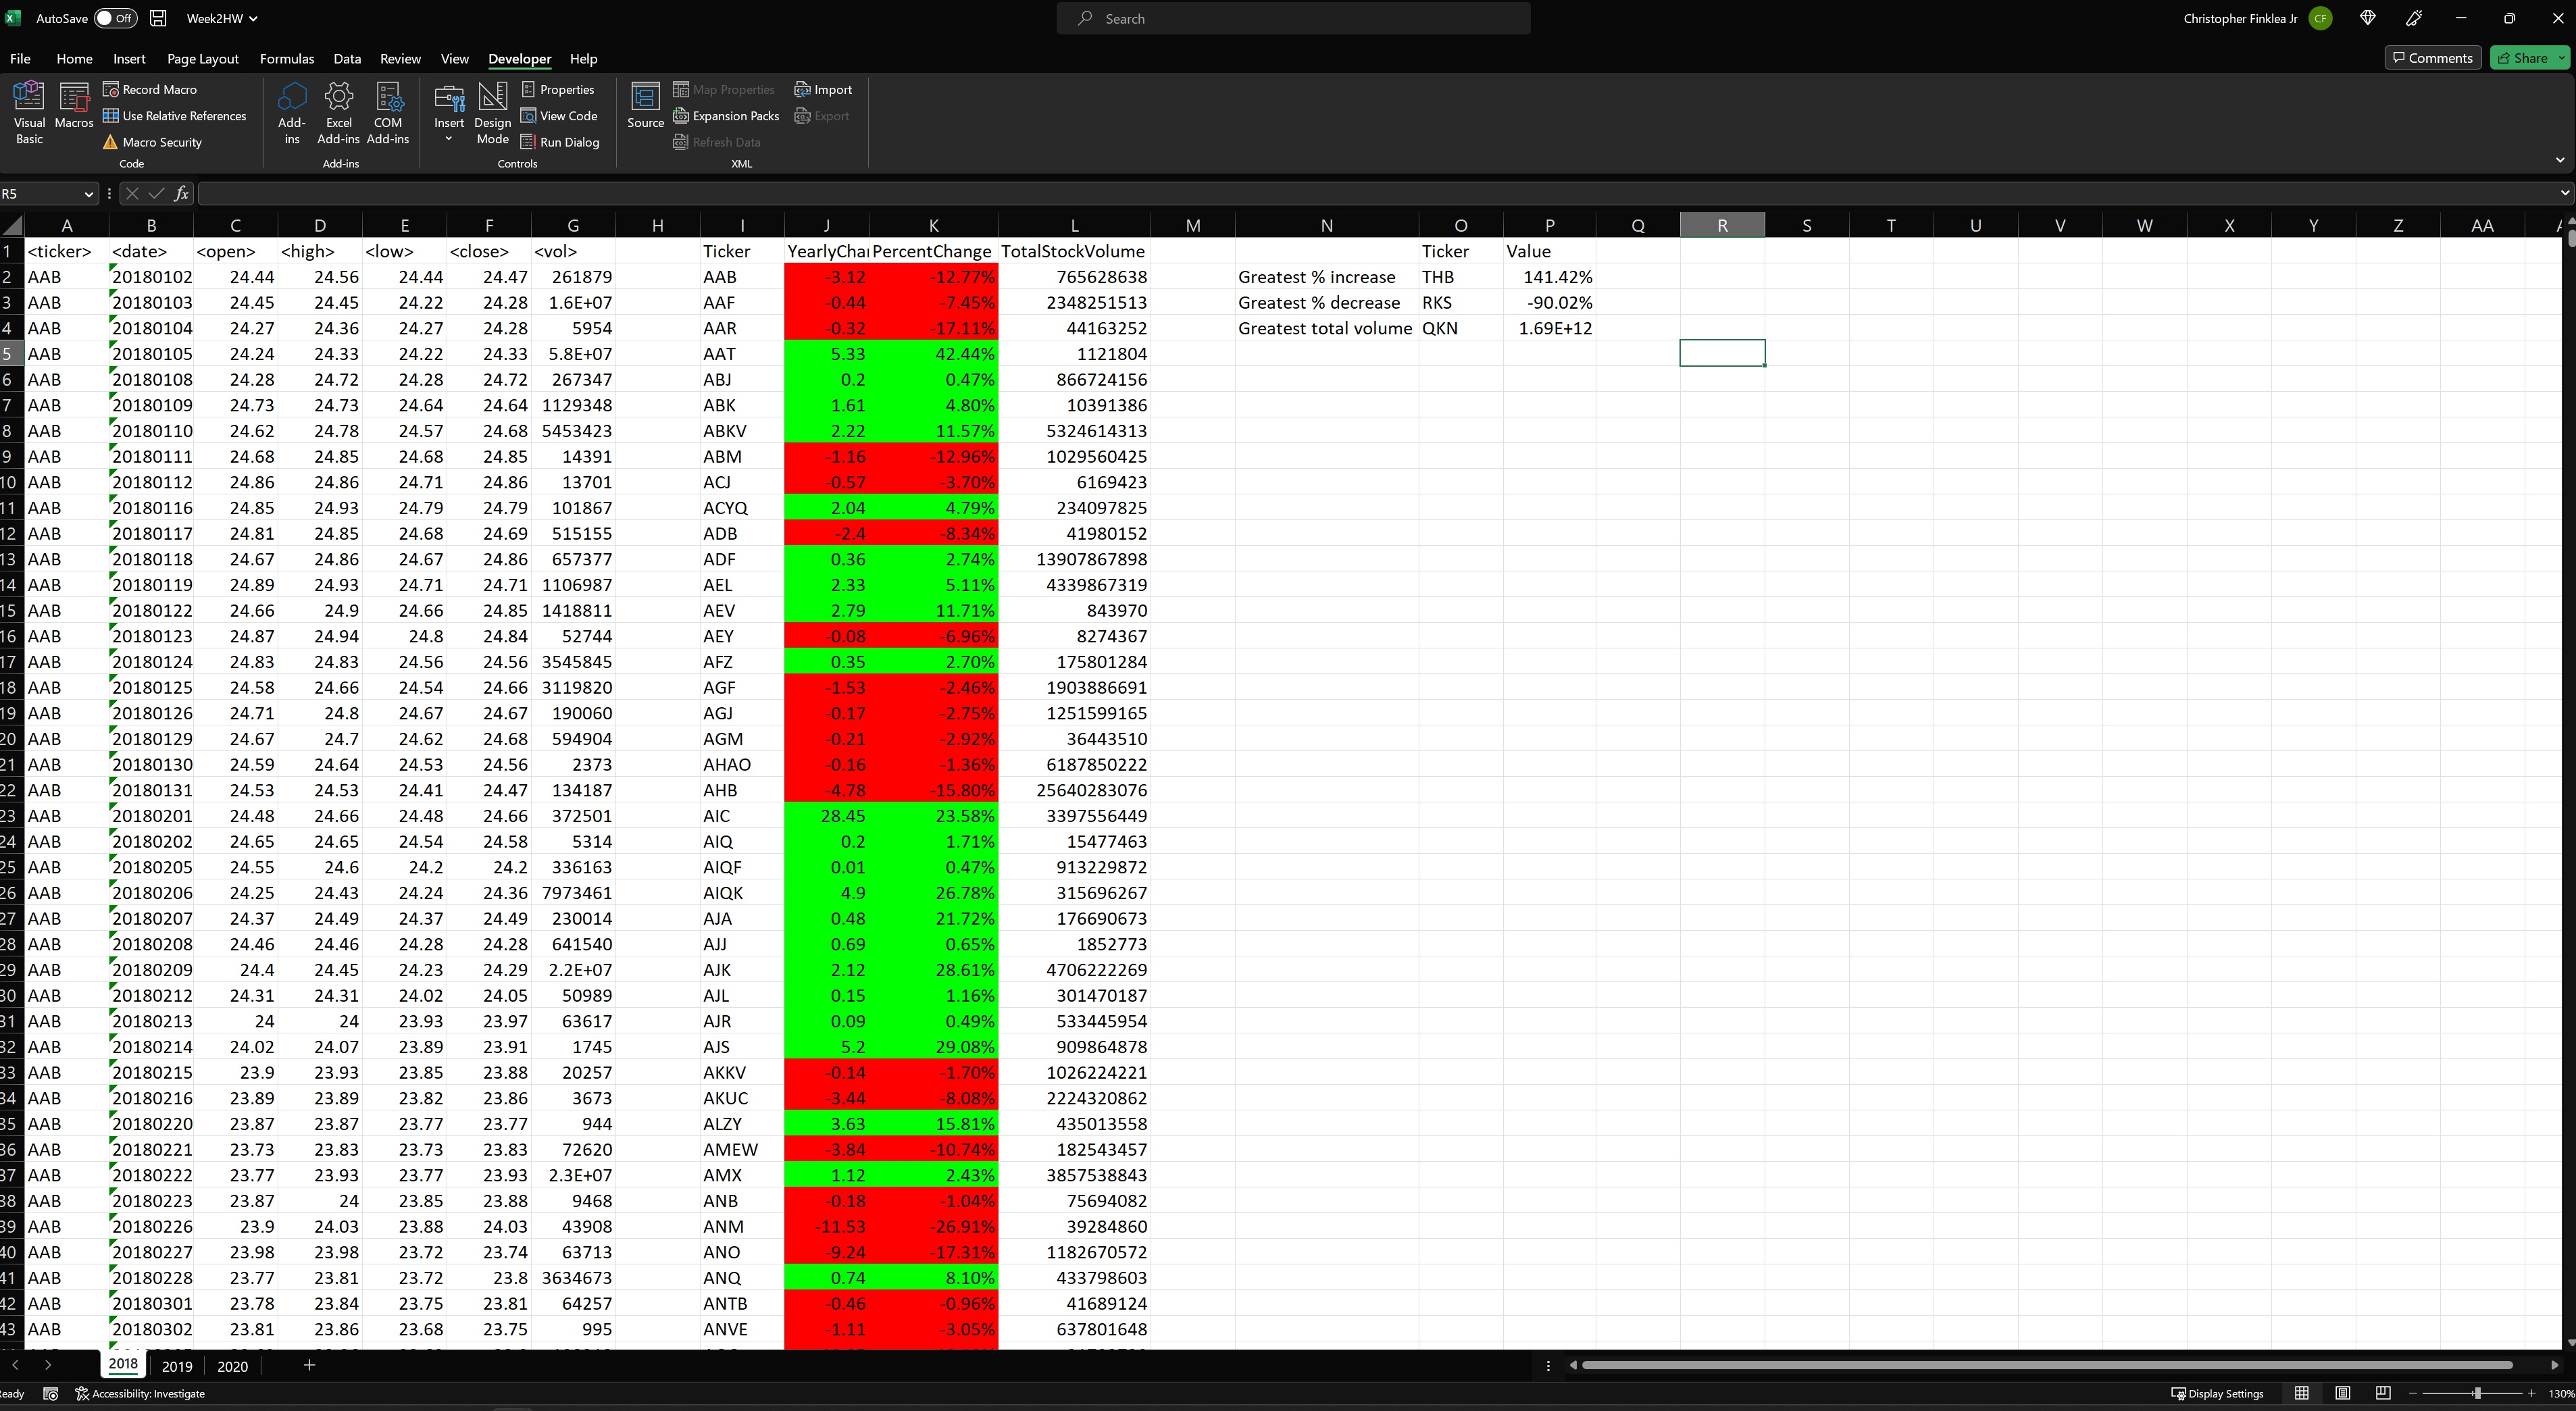 AutoSave Off Week2HW Search Christopher Finklea Jr CF
File Home Insert Page Layout Formulas Data Review View Developer Help Comments Share
Visual Basic Macros Record Macro Use Relative References Macro Security Code
Add-ins Excel Add-ins COM Add-ins Add-ins
Insert Design Mode Properties View Code Run Dialog Controls
Source Map Properties Expansion Packs Refresh Data Import Export XML
R5 fx
A B C D E F G H I J K L M N O P Q R S T U V W X Y Z AA
1 <ticker> <date> <open> <high> <low> <close> <vol> Ticker YearlyChai PercentChange TotalStockVolume Ticker Value
2 AAB 20180102 24.44 24.56 24.44 24.47 261879 AAB -3.12 -12.77% 765628638 Greatest % increase THB 141.42%
3 AAB 20180103 24.45 24.45 24.22 24.28 1.6E+07 AAF -0.44 -7.45% 2348251513 Greatest % decrease RKS -90.02%
4 AAB 20180104 24.27 24.36 24.27 24.28 5954 AAR -0.32 -17.11% 44163252 Greatest total volume QKN 1.69E+12
5 AAB 20180105 24.24 24.33 24.22 24.33 5.8E+07 AAT 5.33 42.44% 1121804
6 AAB 20180108 24.28 24.72 24.28 24.72 267347 ABJ 0.2 0.47% 866724156
7 AAB 20180109 24.73 24.73 24.64 24.64 1129348 ABK 1.61 4.80% 10391386
8 AAB 20180110 24.62 24.78 24.57 24.68 5453423 ABKV 2.22 11.57% 5324614313
9 AAB 20180111 24.68 24.85 24.68 24.85 14391 ABM -1.16 -12.96% 1029560425
10 AAB 20180112 24.86 24.86 24.71 24.86 13701 ACJ -0.57 -3.70% 6169423
11 AAB 20180116 24.85 24.93 24.79 24.79 101867 ACYQ 2.04 4.79% 234097825
12 AAB 20180117 24.81 24.85 24.68 24.69 515155 ADB -2.4 -8.34% 41980152
13 AAB 20180118 24.67 24.86 24.67 24.86 657377 ADF 0.36 2.74% 13907867898
14 AAB 20180119 24.89 24.93 24.71 24.71 1106987 AEL 2.33 5.11% 4339867319
15 AAB 20180122 24.66 24.9 24.66 24.85 1418811 AEV 2.79 11.71% 843970
16 AAB 20180123 24.87 24.94 24.8 24.84 52744 AEY -0.08 -6.96% 8274367
17 AAB 20180124 24.83 24.83 24.56 24.56 3545845 AFZ 0.35 2.70% 175801284
18 AAB 20180125 24.58 24.66 24.54 24.66 3119820 AGF -1.53 -2.46% 1903886691
19 AAB 20180126 24.71 24.8 24.67 24.67 190060 AGJ -0.17 -2.75% 1251599165
20 AAB 20180129 24.67 24.7 24.62 24.68 594904 AGM -0.21 -2.92% 36443510
21 AAB 20180130 24.59 24.64 24.53 24.56 2373 AHAO -0.16 -1.36% 6187850222
22 AAB 20180131 24.53 24.53 24.41 24.47 134187 AHB -4.78 -15.80% 25640283076
23 AAB 20180201 24.48 24.66 24.48 24.66 372501 AIC 28.45 23.58% 3397556449
24 AAB 20180202 24.65 24.65 24.54 24.58 5314 AIQ 0.2 1.71% 15477463
25 AAB 20180205 24.55 24.6 24.2 24.2 336163 AIQF 0.01 0.47% 913229872
26 AAB 20180206 24.25 24.43 24.24 24.36 7973461 AIQK 4.9 26.78% 315696267
27 AAB 20180207 24.37 24.49 24.37 24.49 230014 AJA 0.48 21.72% 176690673
28 AAB 20180208 24.46 24.46 24.28 24.28 641540 AJJ 0.69 0.65% 1852773
29 AAB 20180209 24.4 24.45 24.23 24.29 2.2E+07 AJK 2.12 28.61% 4706222269
30 AAB 20180212 24.31 24.31 24.02 24.05 50989 AJL 0.15 1.16% 301470187
31 AAB 20180213 24 24 23.93 23.97 63617 AJR 0.09 0.49% 533445954
32 AAB 20180214 24.02 24.07 23.89 23.91 1745 AJS 5.2 29.08% 909864878
33 AAB 20180215 23.9 23.93 23.85 23.88 20257 AKKV -0.14 -1.70% 1026224221
34 AAB 20180216 23.89 23.89 23.82 23.86 3673 AKUC -3.44 -8.08% 2224320862
35 AAB 20180220 23.87 23.87 23.77 23.77 944 ALZY 3.63 15.81% 435013558
36 AAB 20180221 23.73 23.83 23.73 23.83 72620 AMEW -3.84 -10.74% 182543457
37 AAB 20180222 23.77 23.93 23.77 23.93 2.3E+07 AMX 1.12 2.43% 3857538843
38 AAB 20180223 23.87 24 23.85 23.88 9468 ANB -0.18 -1.04% 75694082
39 AAB 20180226 23.9 24.03 23.88 24.03 43908 ANM -11.53 -26.91% 39284860
40 AAB 20180227 23.98 23.98 23.72 23.74 63713 ANO -9.24 -17.31% 1182670572
41 AAB 20180228 23.77 23.81 23.72 23.8 3634673 ANQ 0.74 8.10% 433798603
42 AAB 20180301 23.78 23.84 23.75 23.81 64257 ANTB -0.46 -0.96% 41689124
43 AAB 20180302 23.81 23.86 23.68 23.75 995 ANVE -1.11 -3.05% 637801648
2018 2019 2020
eady Accessibility: Investigate Display Settings 130%